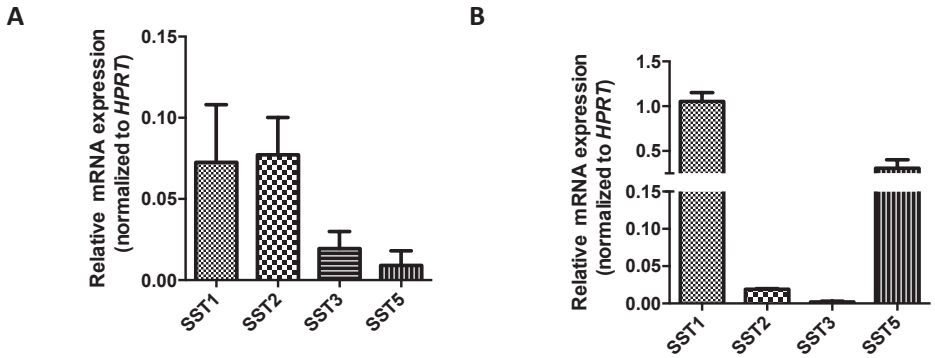 A
Relative mRNA expression
(normalized to HPRT)
0.15
0.10
0.05
0.00
SST1
SST2
SST3
SST5
B
Relative mRNA expression
(normalized to HPRT)
1.5
1.0
0.5
0.15
0.10
0.05
0.00
SST1
SST2
SST3
SST5